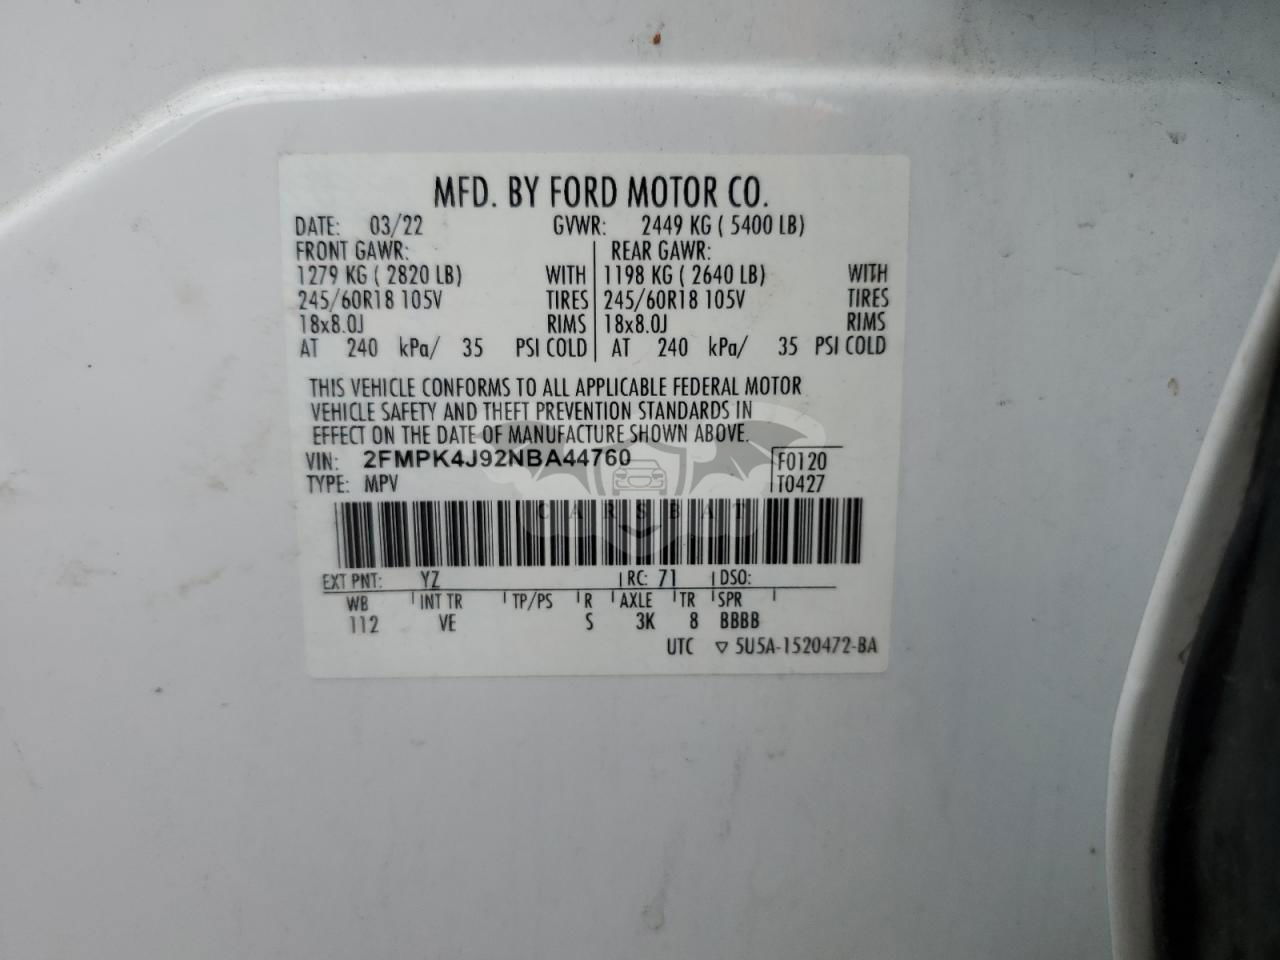 MFD. BY FORD MOTOR CO.
DATE: 03/22 GVWR: 2449 KG ( 5400 LB)
FRONT GAWR: REAR GAWR:
1279 KG ( 2820 LB) WITH 1198 KG ( 2640 LB) WITH
245/60R18 105V TIRES 245/60R18 105V TIRES
18x8.0J RIMS 18x8.0J RIMS
AT 240 kPa/ 35 PSI COLD AT 240 kPa/ 35 PSI COLD
THIS VEHICLE CONFORMS TO ALL APPLICABLE FEDERAL MOTOR
VEHICLE SAFETY AND THEFT PREVENTION STANDARDS IN
EFFECT ON THE DATE OF MANUFACTURE SHOWN ABOVE.
VIN: 2FMPK4J92NBA44760 F0120
TYPE: MPV T0427
CARSBAT
EXT PNT: YZ RC: 71 DSO:
WB INT TR TP/PS R AXLE TR SPR
112 VE S 3K 8 BBBB
UTC ▽ 5U5A-1520472-BA